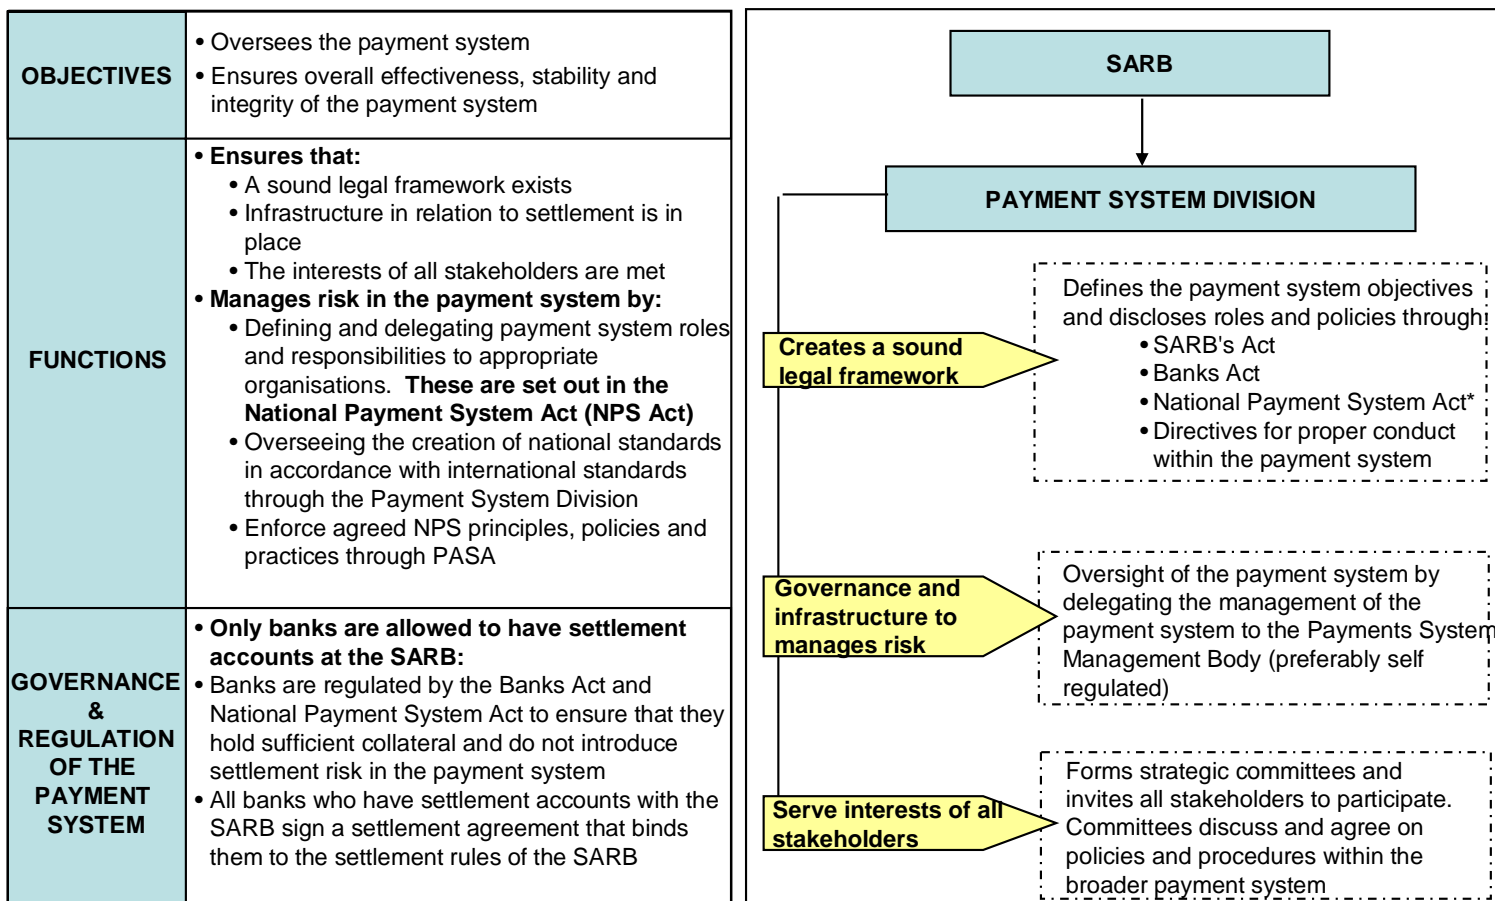 OBJECTIVES
• Oversees the payment system
• Ensures overall effectiveness, stability and
integrity of the payment system
FUNCTIONS
• Ensures that:
• A sound legal framework exists
• Infrastructure in relation to settlement is in
place
• The interests of all stakeholders are met
• Manages risk in the payment system by:
• Defining and delegating payment system roles
and responsibilities to appropriate
organisations. These are set out in the
National Payment System Act (NPS Act)
• Overseeing the creation of national standards
in accordance with international standards
through the Payment System Division
• Enforce agreed NPS principles, policies and
practices through PASA
GOVERNANCE
&
REGULATION
OF THE
PAYMENT
SYSTEM
• Only banks are allowed to have settlement
accounts at the SARB:
• Banks are regulated by the Banks Act and
National Payment System Act to ensure that they
hold sufficient collateral and do not introduce
settlement risk in the payment system
• All banks who have settlement accounts with the
SARB sign a settlement agreement that binds
them to the settlement rules of the SARB
SARB
PAYMENT SYSTEM DIVISION
Creates a sound
legal framework
Defines the payment system objectives
and discloses roles and policies through:
• SARB's Act
• Banks Act
• National Payment System Act*
• Directives for proper conduct
within the payment system
Governance and
infrastructure to
manages risk
Oversight of the payment system by
delegating the management of the
payment system to the Payments System
Management Body (preferably self
regulated)
Serve interests of all
stakeholders
Forms strategic committees and
invites all stakeholders to participate.
Committees discuss and agree on
policies and procedures within the
broader payment system